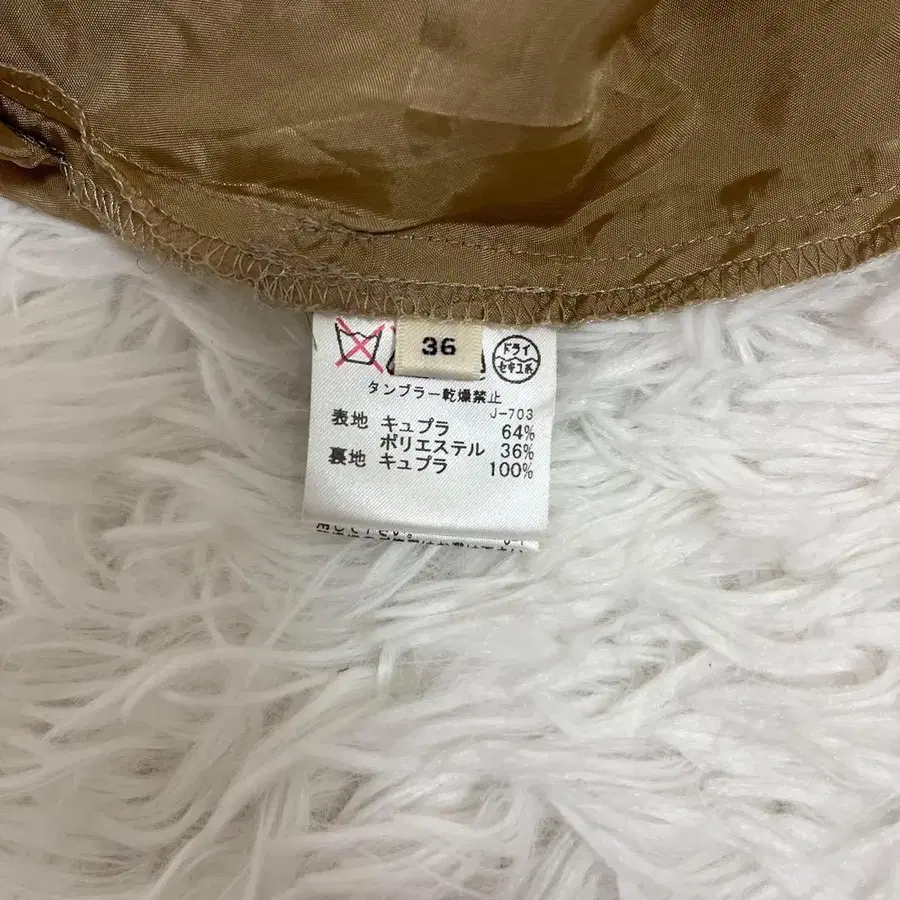 36
ドライ
セキユ系
タンブラー乾燥禁止
J-703
表地 キュプラ 64%
ポリエステル 36%
裏地 キュプラ 100%